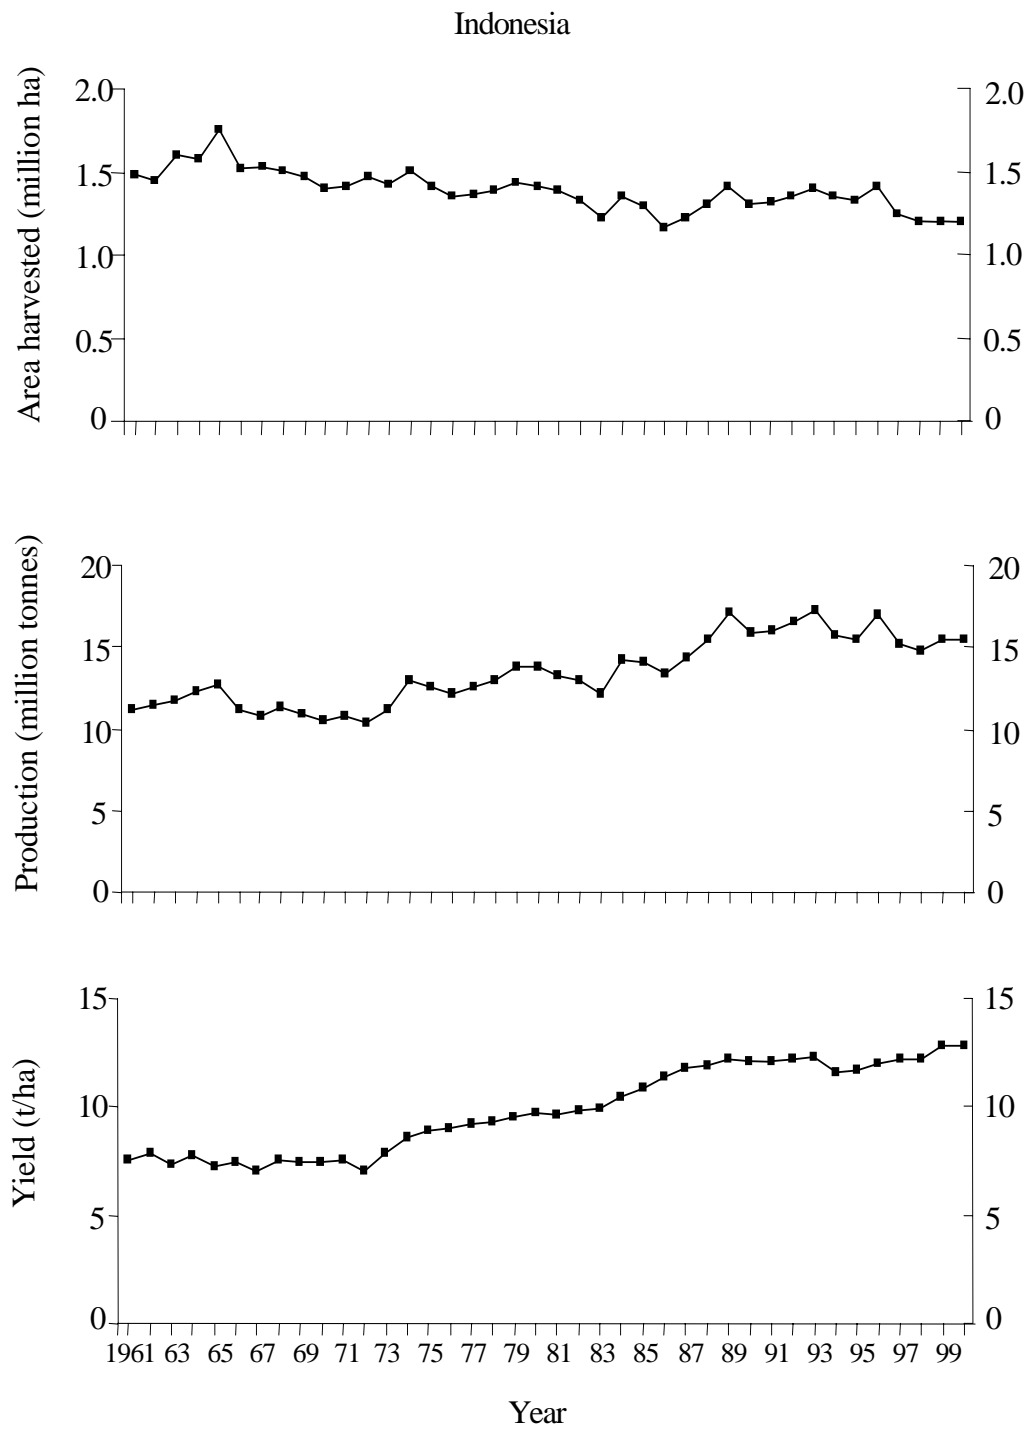 Indonesia
Area harvested (million ha)
2.0 2.0
1.5 1.5
1.0 1.0
0.5 0.5
0 0
Production (million tonnes)
20 20
15 15
10 10
5 5
0 0
Yield (t/ha)
15 15
10 10
5 5
0 0
1961 63 65 67 69 71 73 75 77 79 81 83 85 87 89 91 93 95 97 99
Year